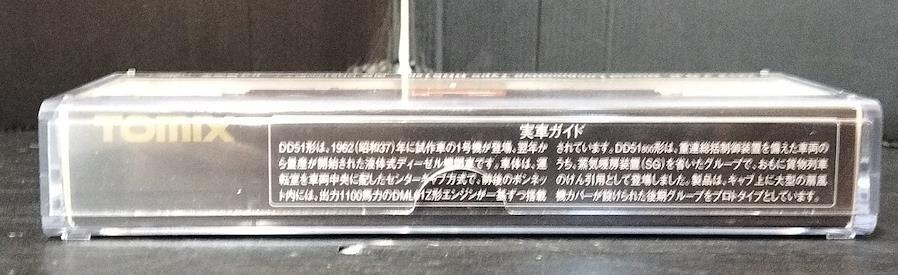 TOMIX
実車ガイド
DD51形は、1962(昭和37)年に試作車の1号機が登場、翌年か
ら量産が開始された液体式ディーゼル機関車です。車体は、運
転室を車両中央に配したセンターキャブ方式で、前後のボンネッ
ト内には、出力1100馬力のDML61Z形エンジンが一基ずつ搭載
されています。DD51 800形は、重連総括制御装置を備えた車両の
うち、蒸気暖房装置(SG)を省いたグループで、おもに貨物列車
のけん引用として登場しました。製品は、キャブ上に大型の扇風
機カバーが設けられた後期グループをプロトタイプとしています。